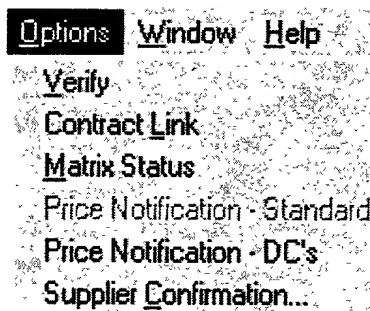 Options Window Help
Verify
Contract Link
Matrix Status
Price Notification - Standard
Price Notification - DC's
Supplier Confirmation...